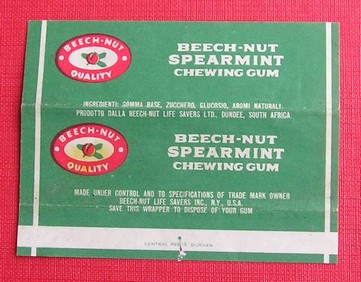 BEECH-NUT
QUALITY
BEECH-NUT
SPEARMINT
CHEWING GUM
INGREDIENTI: GOMMA BASE, ZUCCHERO, GLUCOSIO, AROMI NATURALI.
PRODOTTO DALLA BEECH-NUT LIFE SAVERS LTD., DUNDEE, SOUTH AFRICA
BEECH-NUT
QUALITY
BEECH-NUT
SPEARMINT
CHEWING GUM
MADE UNDER CONTROL AND TO SPECIFICATIONS OF TRADE MARK OWNER
BEECH-NUT LIFE SAVERS INC., N.Y., U.S.A.
SAVE THIS WRAPPER TO DISPOSE OF YOUR GUM
CENTRAL
DURBAN